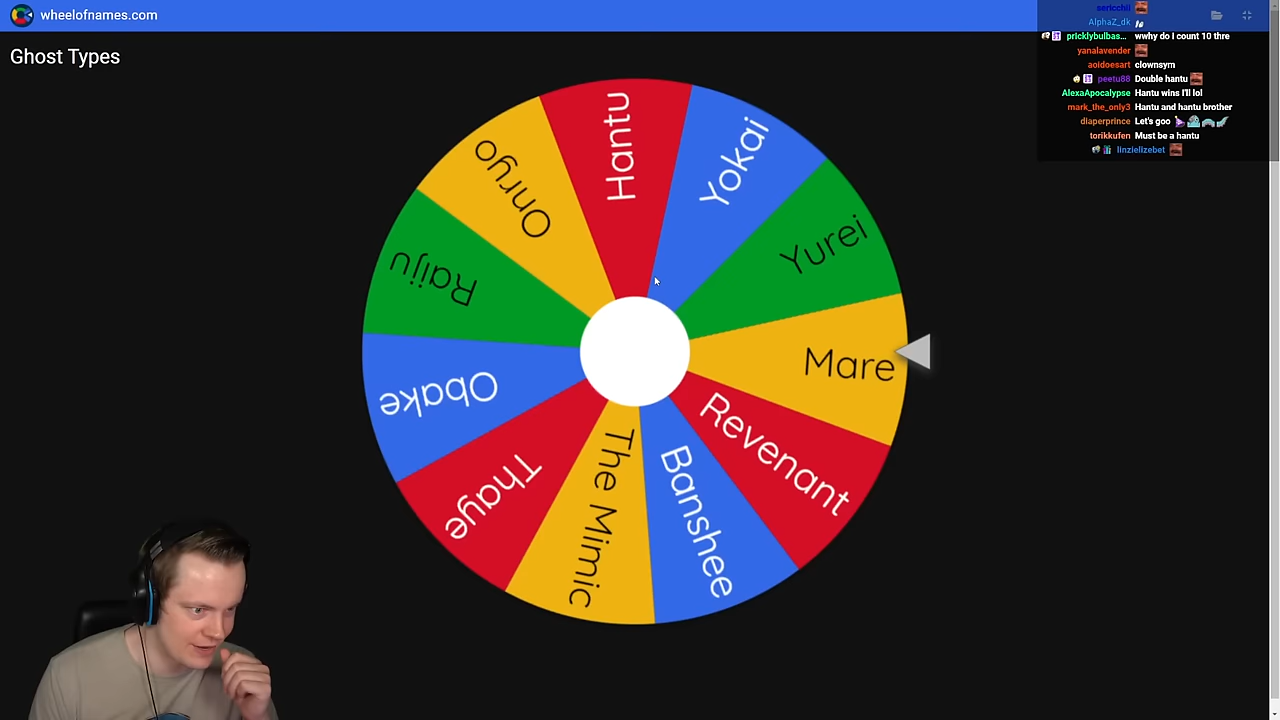 wheelofnames.com
Ghost Types
Hantu
Yokai
Yurei
Mare
Revenant
Banshee
The Mimic
Thaye
Obake
Raiju
Onryo
sericchii
AlphaZ_dk
pricklybulbas... wwhy do I count 10 thre
yanalavender
aoidoesart clownsym
peetu88 Double hantu
AlexaApocalypse Hantu wins I'll lol
mark_the_only3 Hantu and hantu brother
diaperprince Let's goo
torikkufen Must be a hantu
linzielizebet